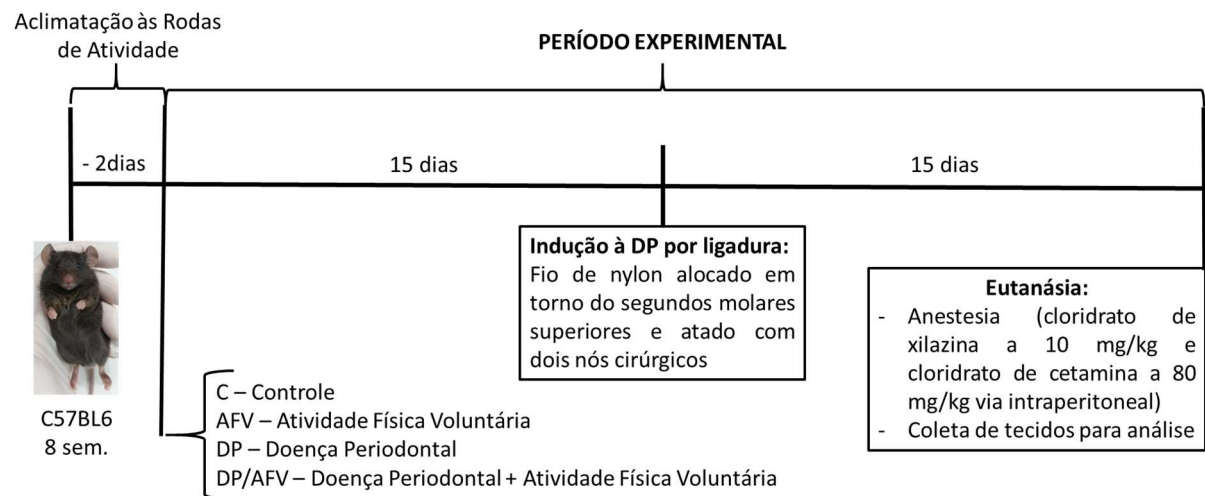 Aclimatação às Rodas
de Atividade
PERÍODO EXPERIMENTAL
- 2dias
15 dias
15 dias
C57BL6
8 sem.
C – Controle
AFV – Atividade Física Voluntária
DP – Doença Periodontal
DP/AFV – Doença Periodontal + Atividade Física Voluntária
Indução à DP por ligadura:
Fio de nylon alocado em
torno do segundos molares
superiores e atado com
dois nós cirúrgicos
Eutanásia:
- Anestesia (cloridrato de
xilazina a 10 mg/kg e
cloridrato de cetamina a 80
mg/kg via intraperitoneal)
- Coleta de tecidos para análise